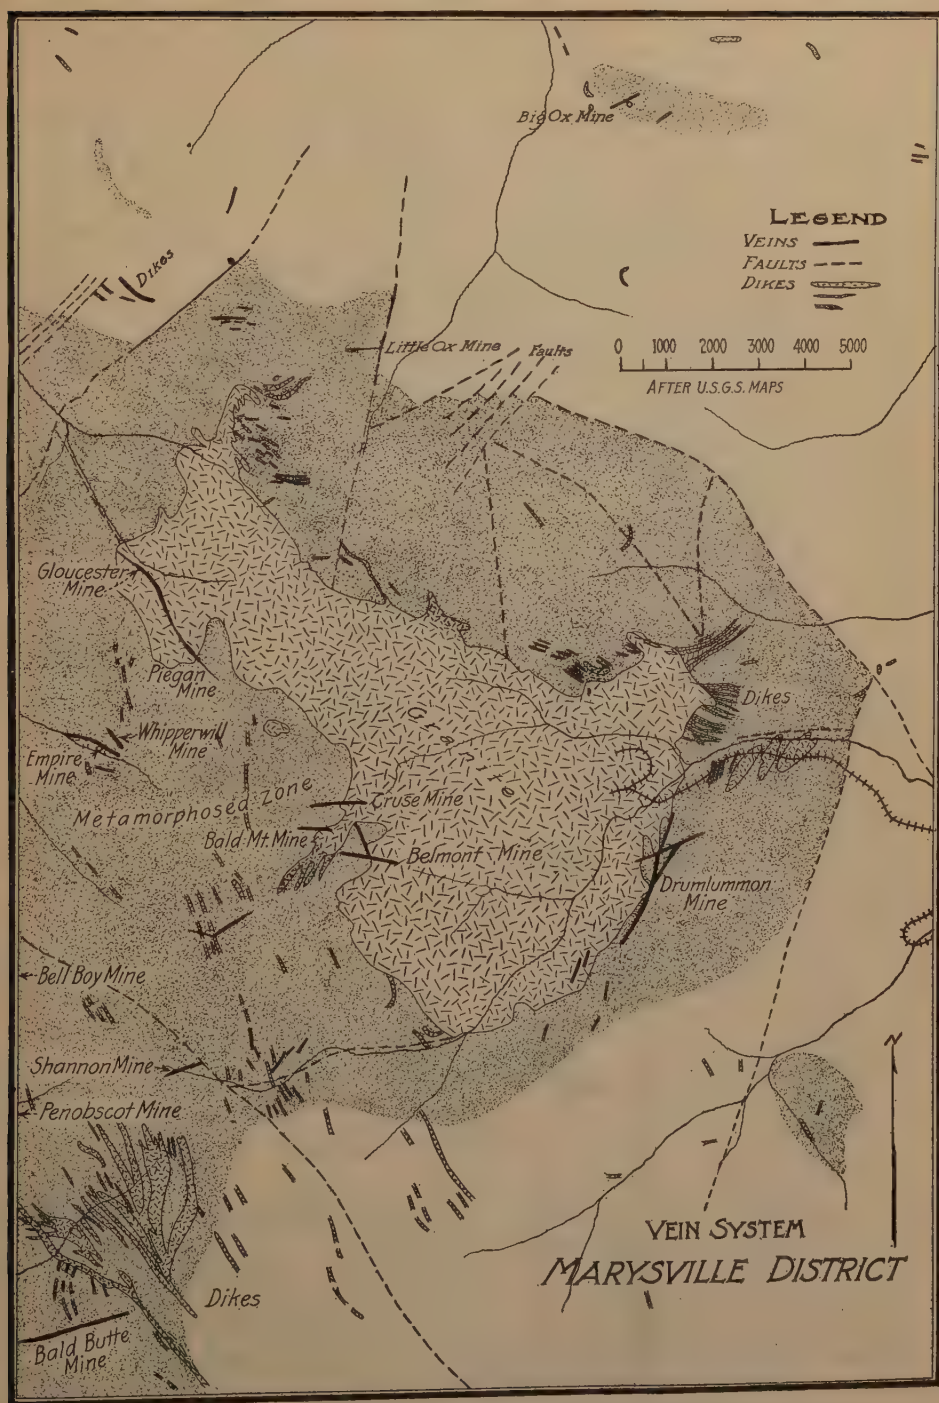 Big Ox Mine
LEGEND
VEINS
FAULTS
DIKES
Dikes
Little Ox Mine
Faults
0 1000 2000 3000 4000 5000
AFTER U.S.G.S. MAPS
Gloucester
Mine
Piegan
Mine
Whipperwill
Mine
Empire
Mine
Dikes
Metamorphosed Zone
Cruse Mine
Bald Mt. Mine
Belmont Mine
Drumlummon
Mine
Bell Boy Mine
Shannon Mine
Penobscot Mine
N
VEIN SYSTEM
MARYSVILLE DISTRICT
Dikes
Bald Butte
Mine